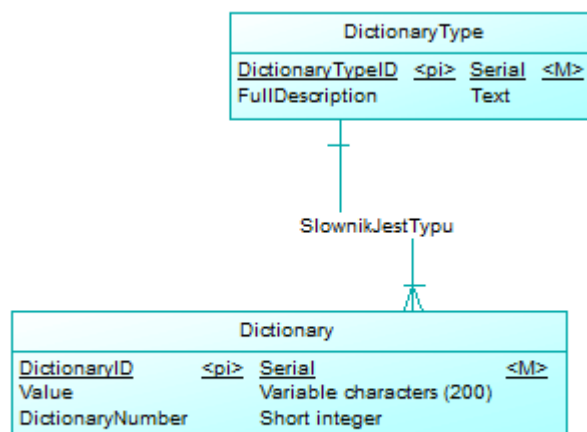 DictionaryType
DictionaryTypeID <pi> Serial <M>
FullDescription Text
SlownikJestTypu
Dictionary
DictionaryID <pi> Serial <M>
Value Variable characters (200)
DictionaryNumber Short integer